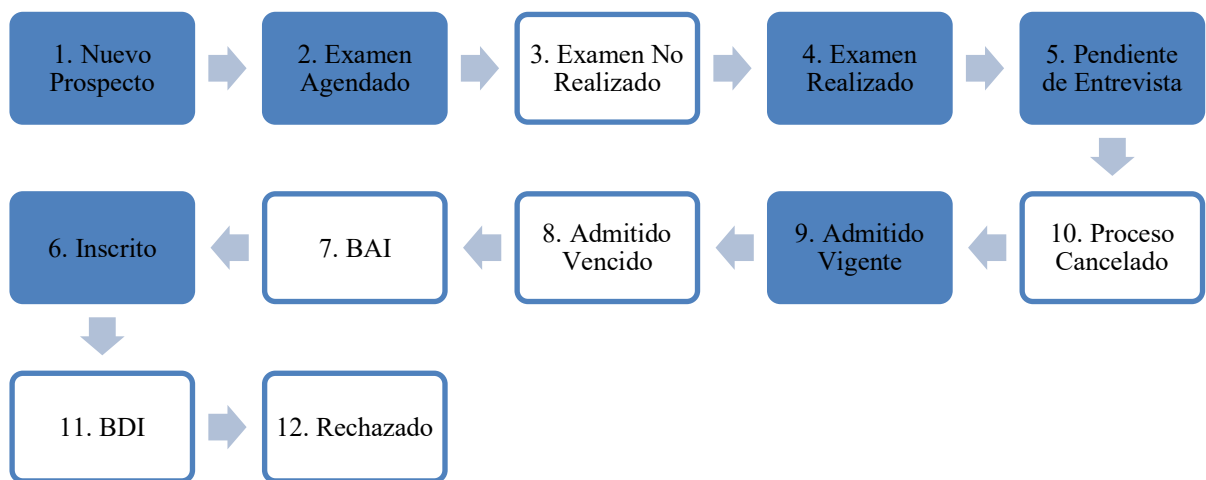 1. Nuevo
Prospecto
2. Examen
Agendado
3. Examen No
Realizado
4. Examen
Realizado
5. Pendiente
de Entrevista
10. Proceso
Cancelado
9. Admitido
Vigente
8. Admitido
Vencido
7. BAI
6. Inscrito
11. BDI
12. Rechazado